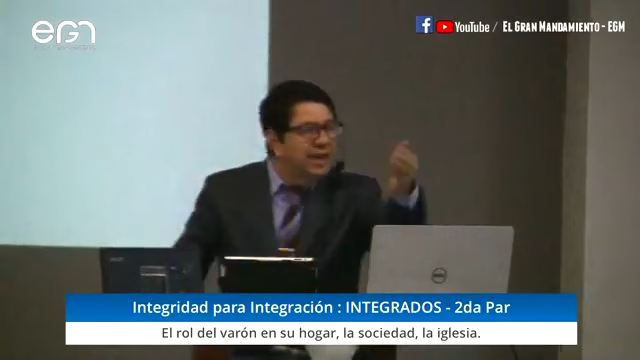 EGM
YouTube / EL GRAN MANDAMIENTO - EGM
DELL
Integridad para Integración : INTEGRADOS - 2da Par
El rol del varón en su hogar, la sociedad, la iglesia.